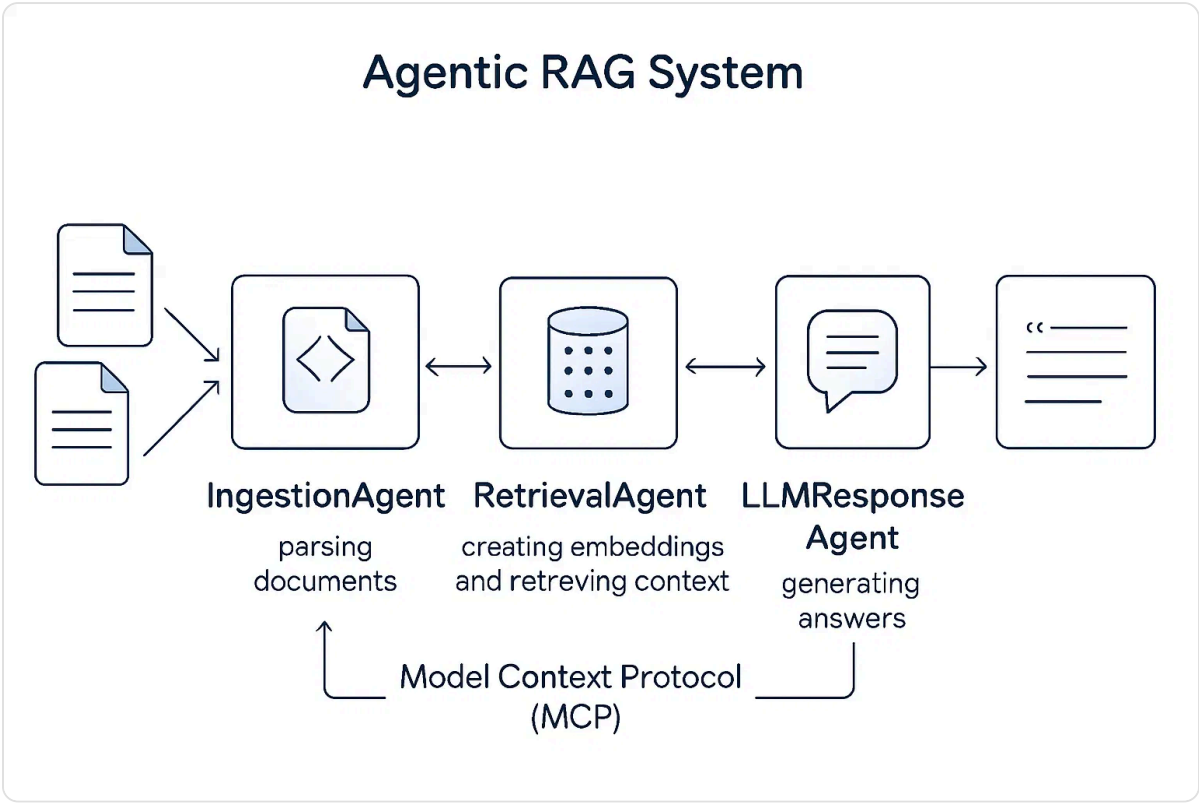 Agentic RAG System
IngestionAgent
parsing
documents
RetrievalAgent
creating embeddings
and retreving context
LLMResponse
Agent
generating
answers
Model Context Protocol
(MCP)